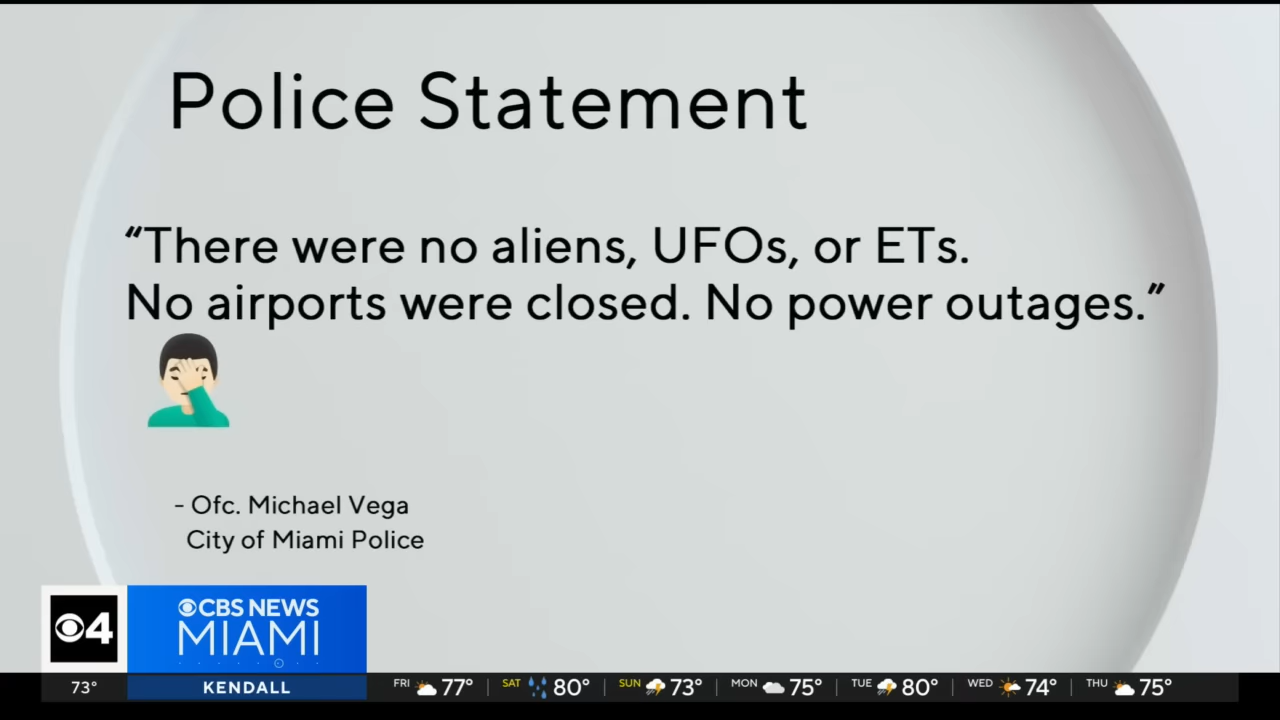 Police Statement
“There were no aliens, UFOs, or ETs.
No airports were closed. No power outages.”
- Ofc. Michael Vega
City of Miami Police
4
CBS NEWS
MIAMI
73° KENDALL FRI 77° | SAT 80° | SUN 73° | MON 75° | TUE 80° | WED 74° | THU 75°